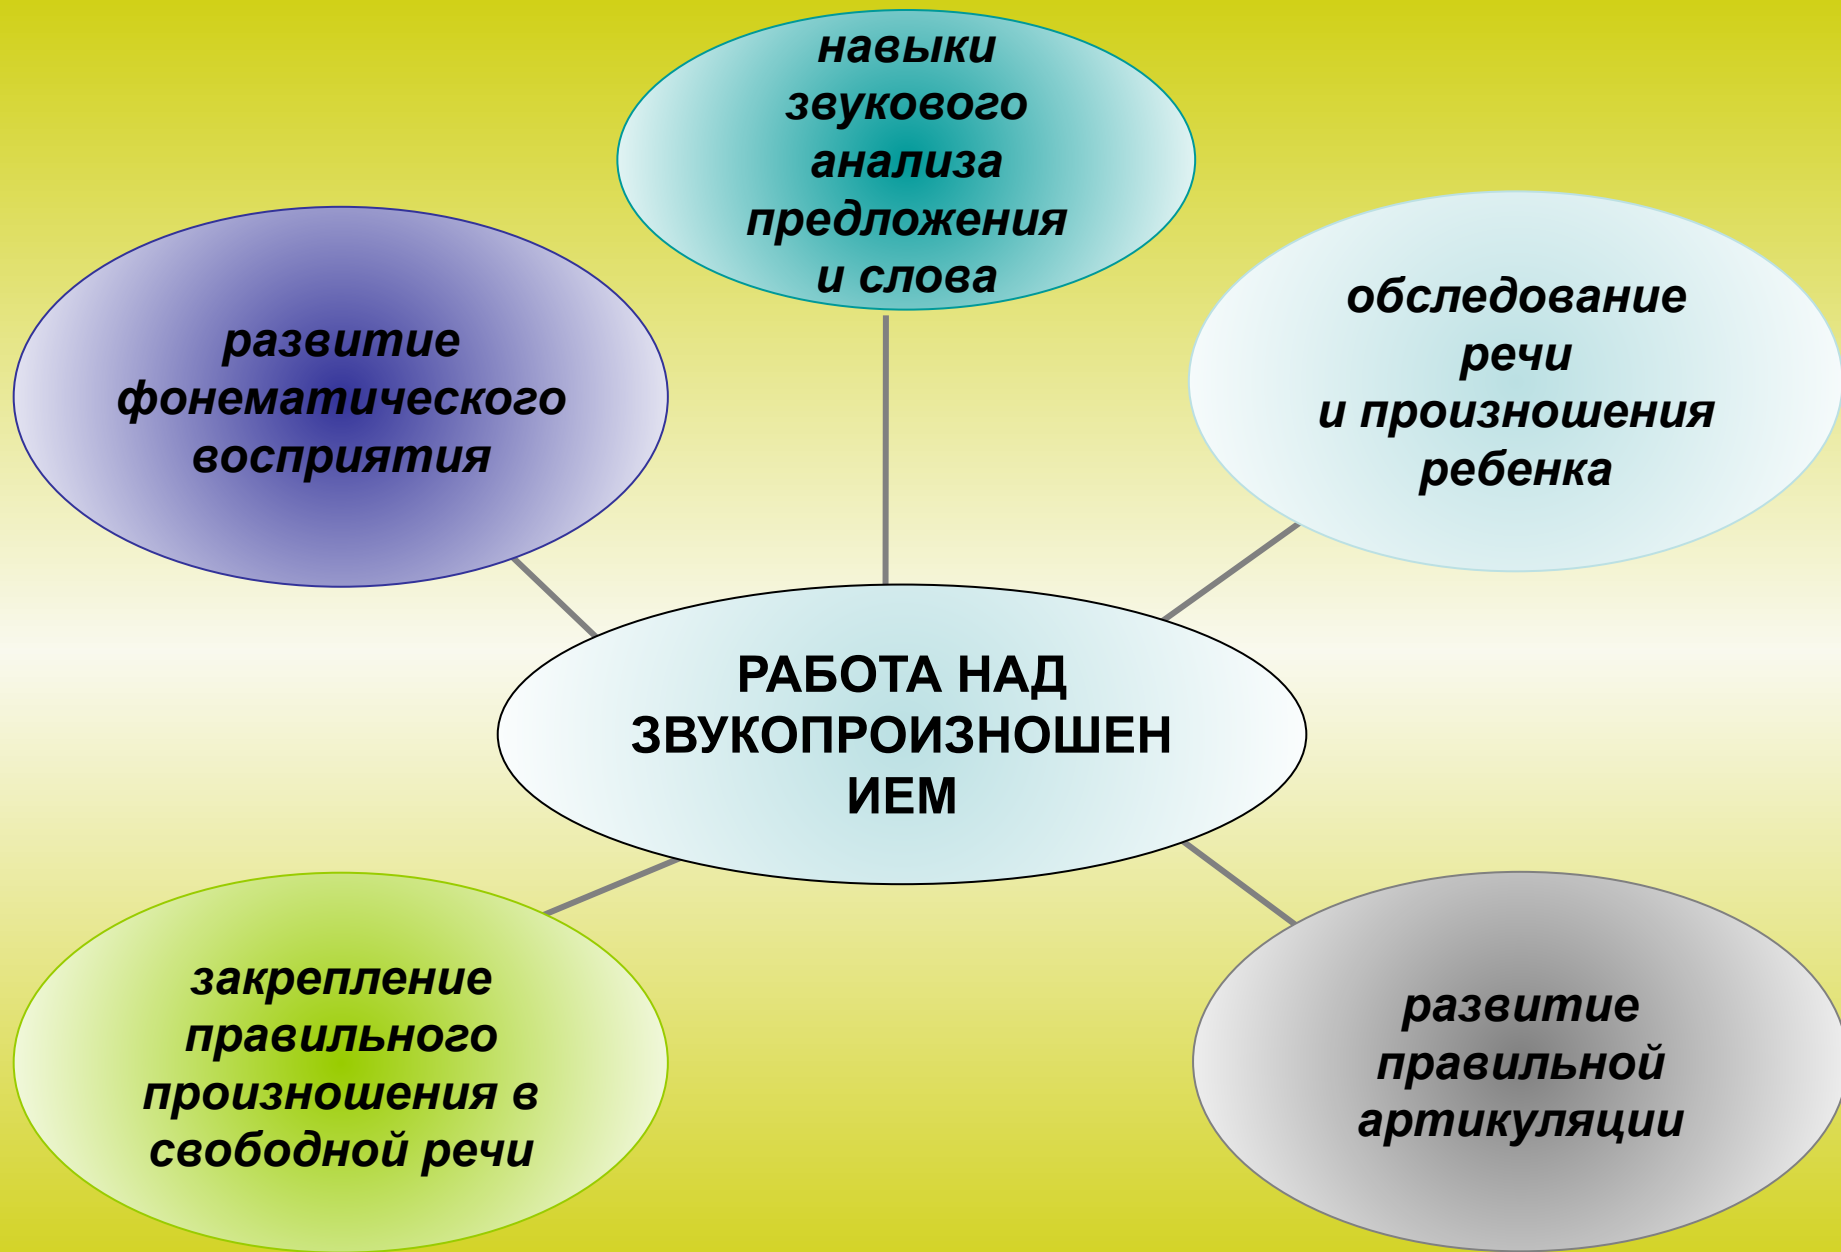 навыки
звукового
анализа
предложения
и слова
развитие
фонематического
восприятия
обследование
речи
и произношения
ребенка
РАБОТА НАД
ЗВУКОПРОИЗНОШЕН
ИЕМ
закрепление
правильного
произношения в
свободной речи
развитие
правильной
артикуляции